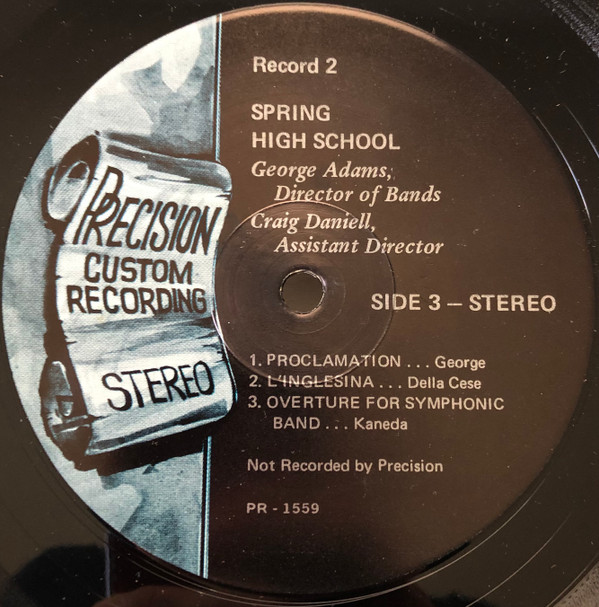 Record 2
SPRING
HIGH SCHOOL
George Adams,
Director of Bands
Craig Daniell,
Assistant Director
PRECISION
CUSTOM
RECORDING
STEREO
SIDE 3 – STEREO
1. PROCLAMATION . . . George
2. L'INGLESINA . . . Della Cese
3. OVERTURE FOR SYMPHONIC
BAND . . . Kaneda
Not Recorded by Precision
PR - 1559